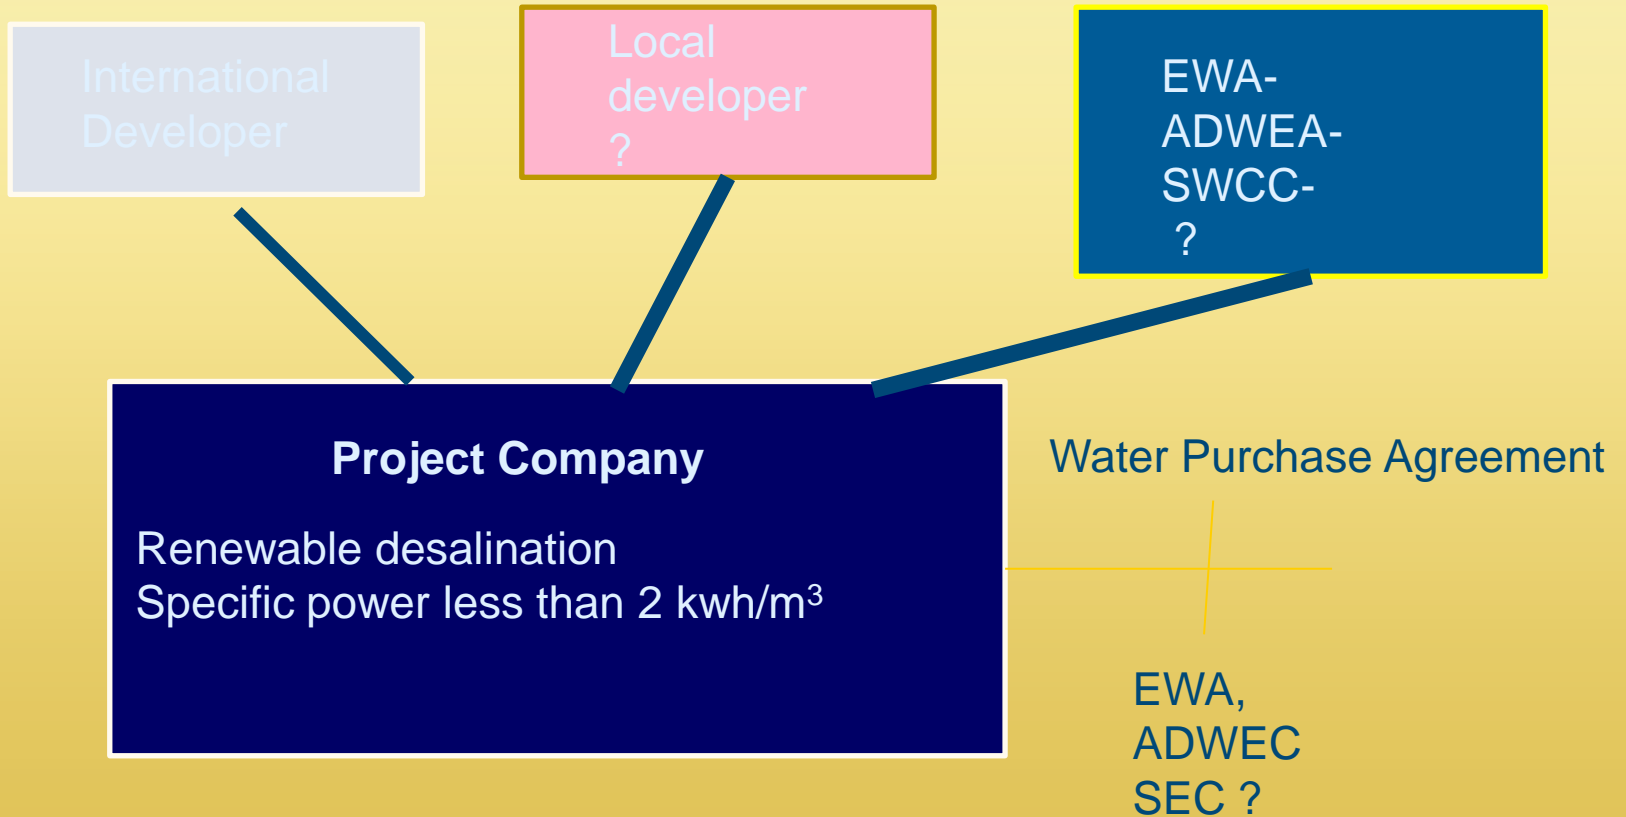 International
Developer
Local
developer
?
EWA-
ADWEA-
SWCC-
?
Project Company
Renewable desalination
Specific power less than 2 kwh/m³
Water Purchase Agreement
EWA,
ADWEC
SEC ?